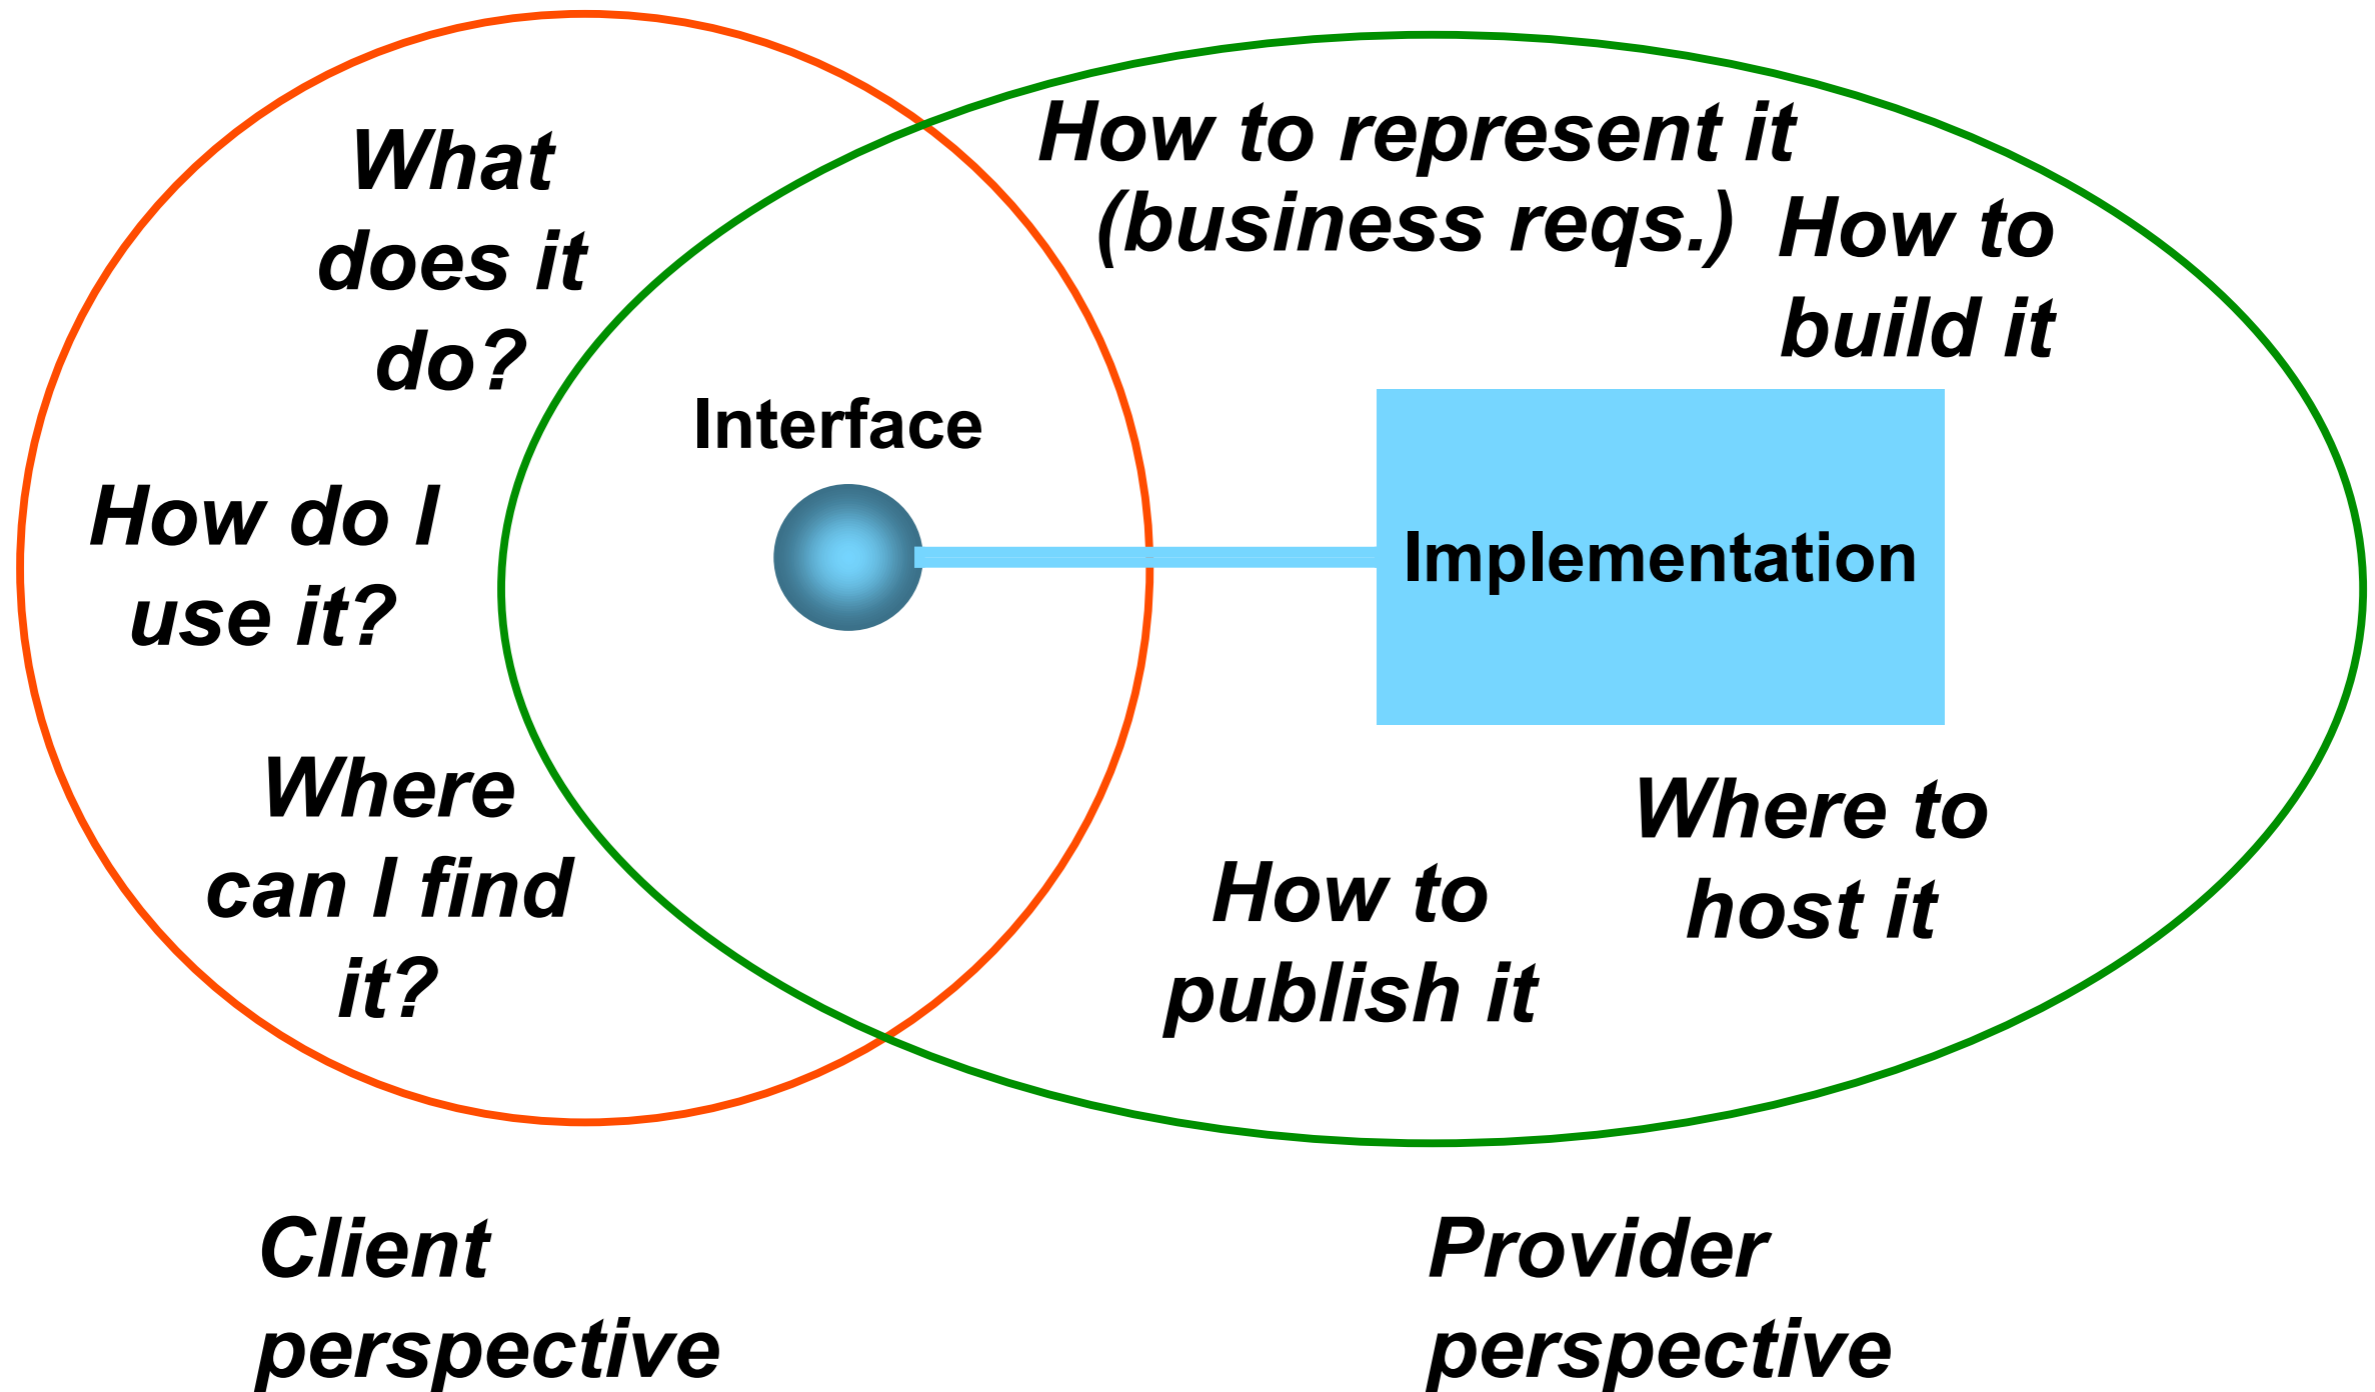 What
does it
do?
How do I
use it?
Where
can I find
it?
Interface
How to represent it
(business reqs.)
How to
build it
Implementation
Where to
host it
How to
publish it
Client
perspective
Provider
perspective